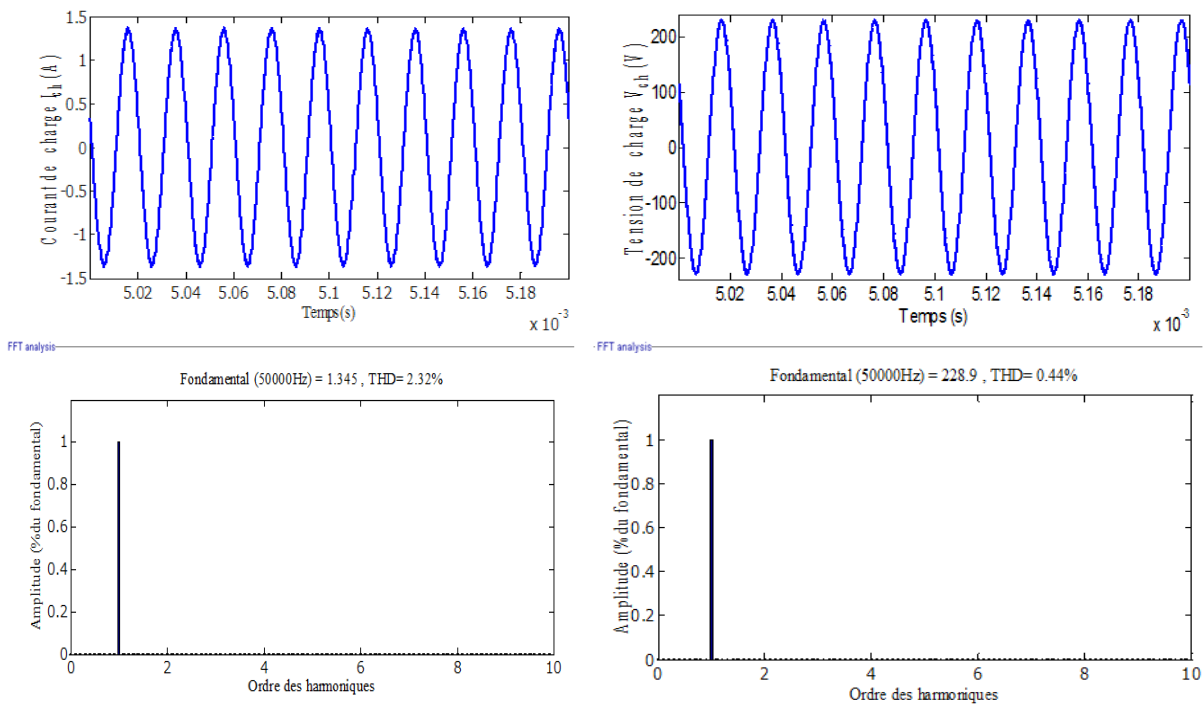 Courant de charge I_ch (A)
1.5
1
0.5
0
-0.5
-1
-1.5
5.02 5.04 5.06 5.08 5.1 5.12 5.14 5.16 5.18
Temps(s)
x 10^-3
Tension de charge V_ch (V)
200
100
0
-100
-200
5.02 5.04 5.06 5.08 5.1 5.12 5.14 5.16 5.18
Temps (s)
x 10^-3
FFT analysis
Fondamental (50000Hz) = 1.345 , THD= 2.32%
Amplitude (%du fondamental)
1
0.8
0.6
0.4
0.2
0
0 2 4 6 8 10
Ordre des harmoniques
FFT analysis
Fondamental (50000Hz) = 228.9 , THD= 0.44%
Amplitude (% du fondamental)
1
0.8
0.6
0.4
0.2
0
0 2 4 6 8 10
Ordre des harmoniques